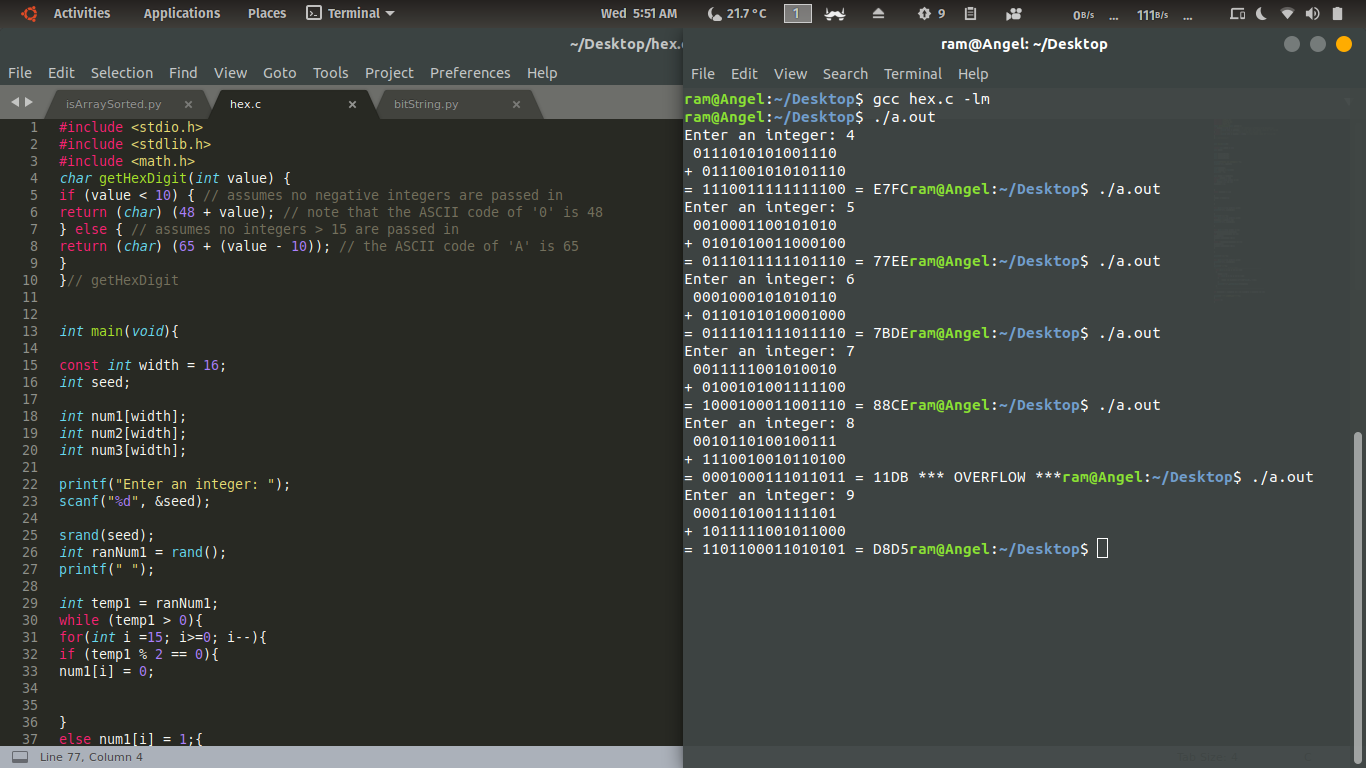 Activities Applications Places Terminal Wed 5:51 AM 21.7 °C 1 9 0B/s ... 111B/s ...
~/Desktop/hex.c
File Edit Selection Find View Goto Tools Project Preferences Help
isArraySorted.py × hex.c × bitString.py ×
1 #include <stdio.h>
2 #include <stdlib.h>
3 #include <math.h>
4 char getHexDigit(int value) {
5 if (value < 10) { // assumes no negative integers are passed in
6 return (char) (48 + value); // note that the ASCII code of '0' is 48
7 } else { // assumes no integers > 15 are passed in
8 return (char) (65 + (value - 10)); // the ASCII code of 'A' is 65
9 }
10 }// getHexDigit
11
12
13 int main(void){
14
15 const int width = 16;
16 int seed;
17
18 int num1[width];
19 int num2[width];
20 int num3[width];
21
22 printf("Enter an integer: ");
23 scanf("%d", &seed);
24
25 srand(seed);
26 int ranNum1 = rand();
27 printf(" ");
28
29 int temp1 = ranNum1;
30 while (temp1 > 0){
31 for(int i =15; i>=0; i--){
32 if (temp1 % 2 == 0){
33 num1[i] = 0;
34
35
36 }
37 else num1[i] = 1;{
Line 77, Column 4
ram@Angel: ~/Desktop
File Edit View Search Terminal Help
ram@Angel:~/Desktop$ gcc hex.c -lm
ram@Angel:~/Desktop$ ./a.out
Enter an integer: 4
 0111010101001110
+ 0111001010101110
= 1110011111111100 = E7FCram@Angel:~/Desktop$ ./a.out
Enter an integer: 5
 0010001100101010
+ 0101010011000100
= 0111011111101110 = 77EEram@Angel:~/Desktop$ ./a.out
Enter an integer: 6
 0001000101010110
+ 0110101010001000
= 0111101111011110 = 7BDEram@Angel:~/Desktop$ ./a.out
Enter an integer: 7
 0011111001010010
+ 0100101001111100
= 1000100011001110 = 88CEram@Angel:~/Desktop$ ./a.out
Enter an integer: 8
 0010110100100111
+ 1110010010110100
= 0001000111011011 = 11DB *** OVERFLOW ***ram@Angel:~/Desktop$ ./a.out
Enter an integer: 9
 0001101001111101
+ 1011111001011000
= 1101100011010101 = D8D5ram@Angel:~/Desktop$